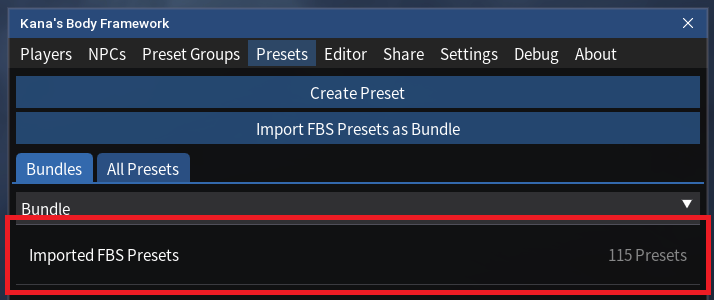 Kana's Body Framework
Players NPCs Preset Groups Presets Editor Share Settings Debug About
Create Preset
Import FBS Presets as Bundle
Bundles All Presets
Bundle
Imported FBS Presets 115 Presets